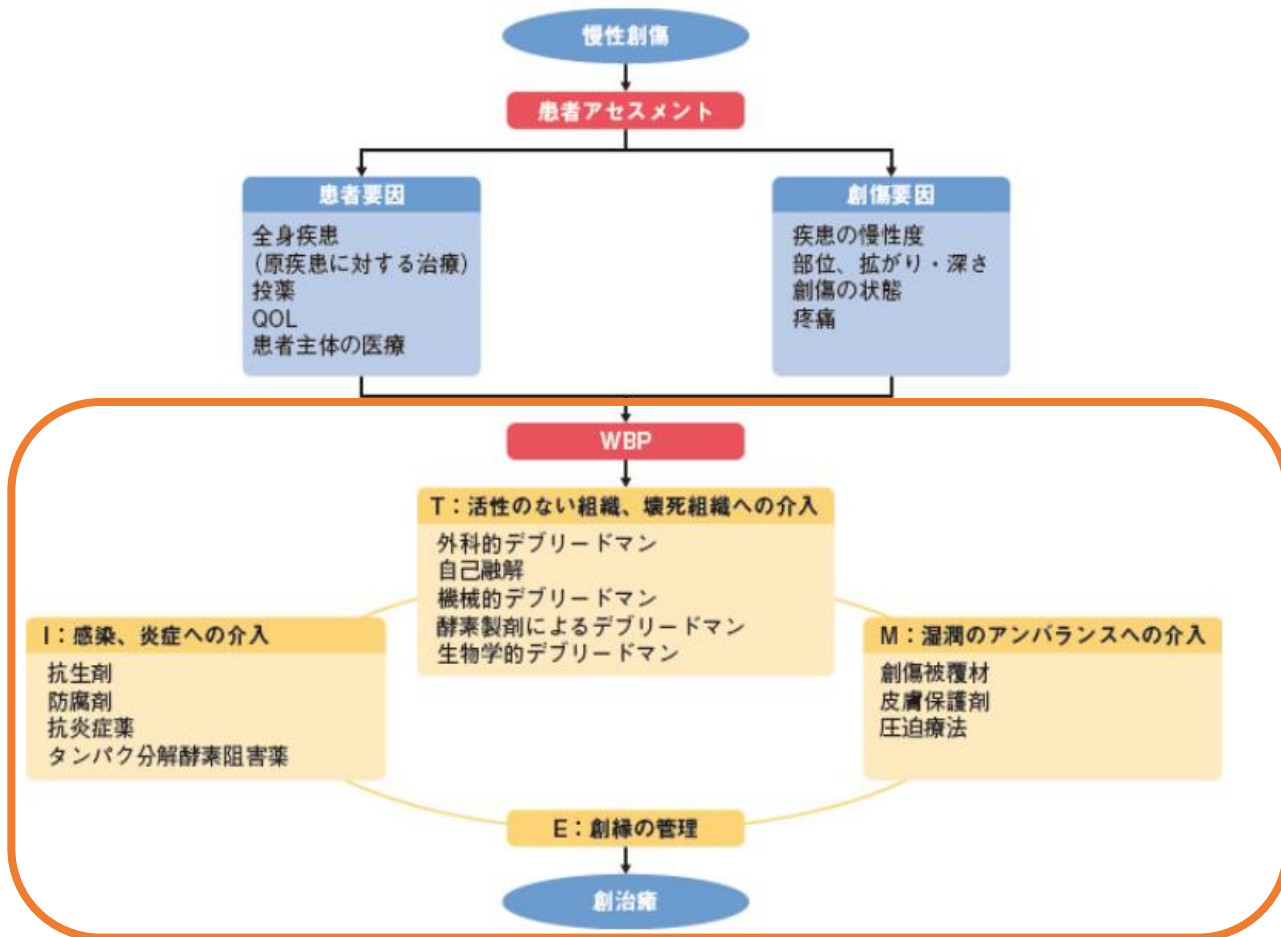 慢性創傷
患者アセスメント
患者要因
全身疾患
(原疾患に対する治療)
投薬
QOL
患者主体の医療
創傷要因
疾患の慢性度
部位、拡がり・深さ
創傷の状態
疼痛
WBP
T：活性のない組織、壊死組織への介入
外科的デブリードマン
自己融解
機械的デブリードマン
酵素製剤によるデブリードマン
生物学的デブリードマン
I：感染、炎症への介入
抗生剤
防腐剤
抗炎症薬
タンパク分解酵素阻害薬
M：湿潤のアンバランスへの介入
創傷被覆材
皮膚保護剤
圧迫療法
E：創縁の管理
創治癒